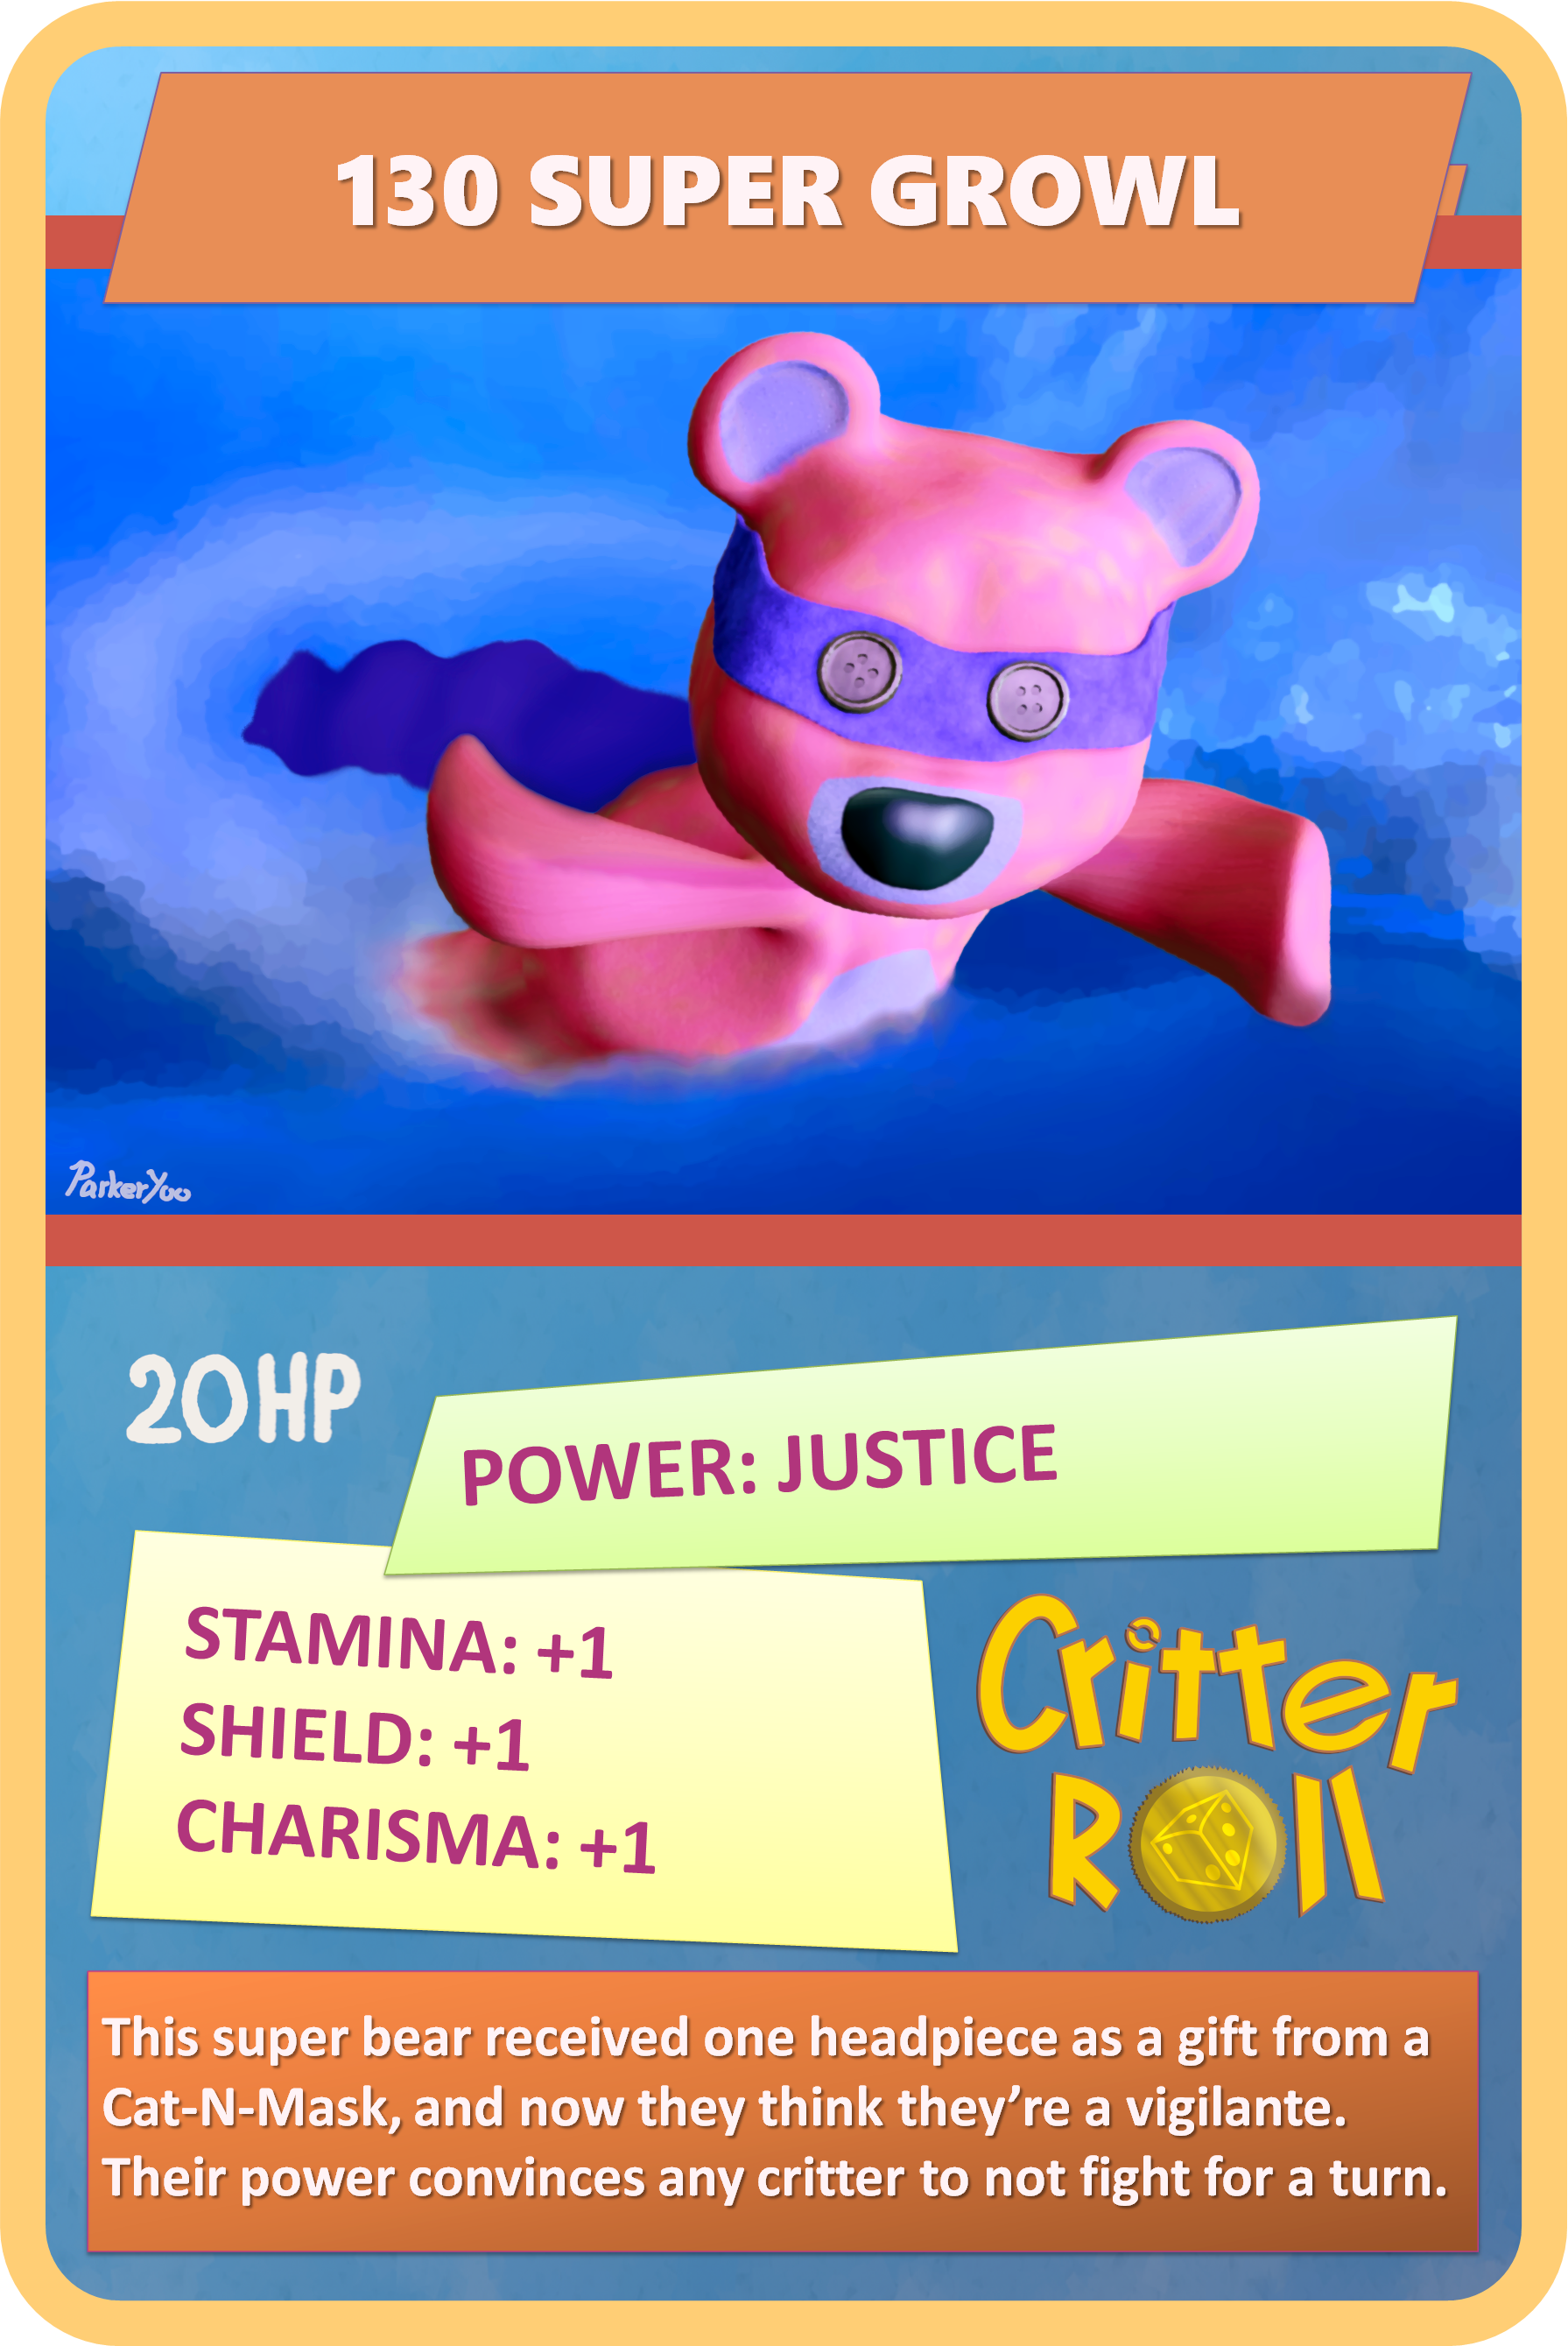 130 SUPER GROWL
ParkerYoo
20HP
POWER: JUSTICE
STAMINA: +1
SHIELD: +1
CHARISMA: +1
Critter
Roll
This super bear received one headpiece as a gift from a
Cat-N-Mask, and now they think they’re a vigilante.
Their power convinces any critter to not fight for a turn.